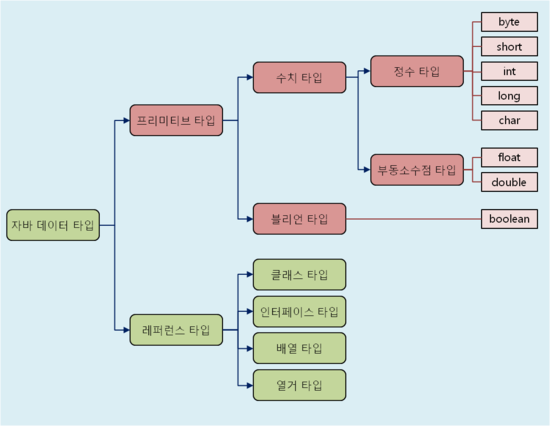 자바 데이터 타입
프리미티브 타입
수치 타입
정수 타입
byte
short
int
long
char
부동소수점 타입
float
double
블리언 타입
boolean
레퍼런스 타입
클래스 타입
인터페이스 타입
배열 타입
열거 타입